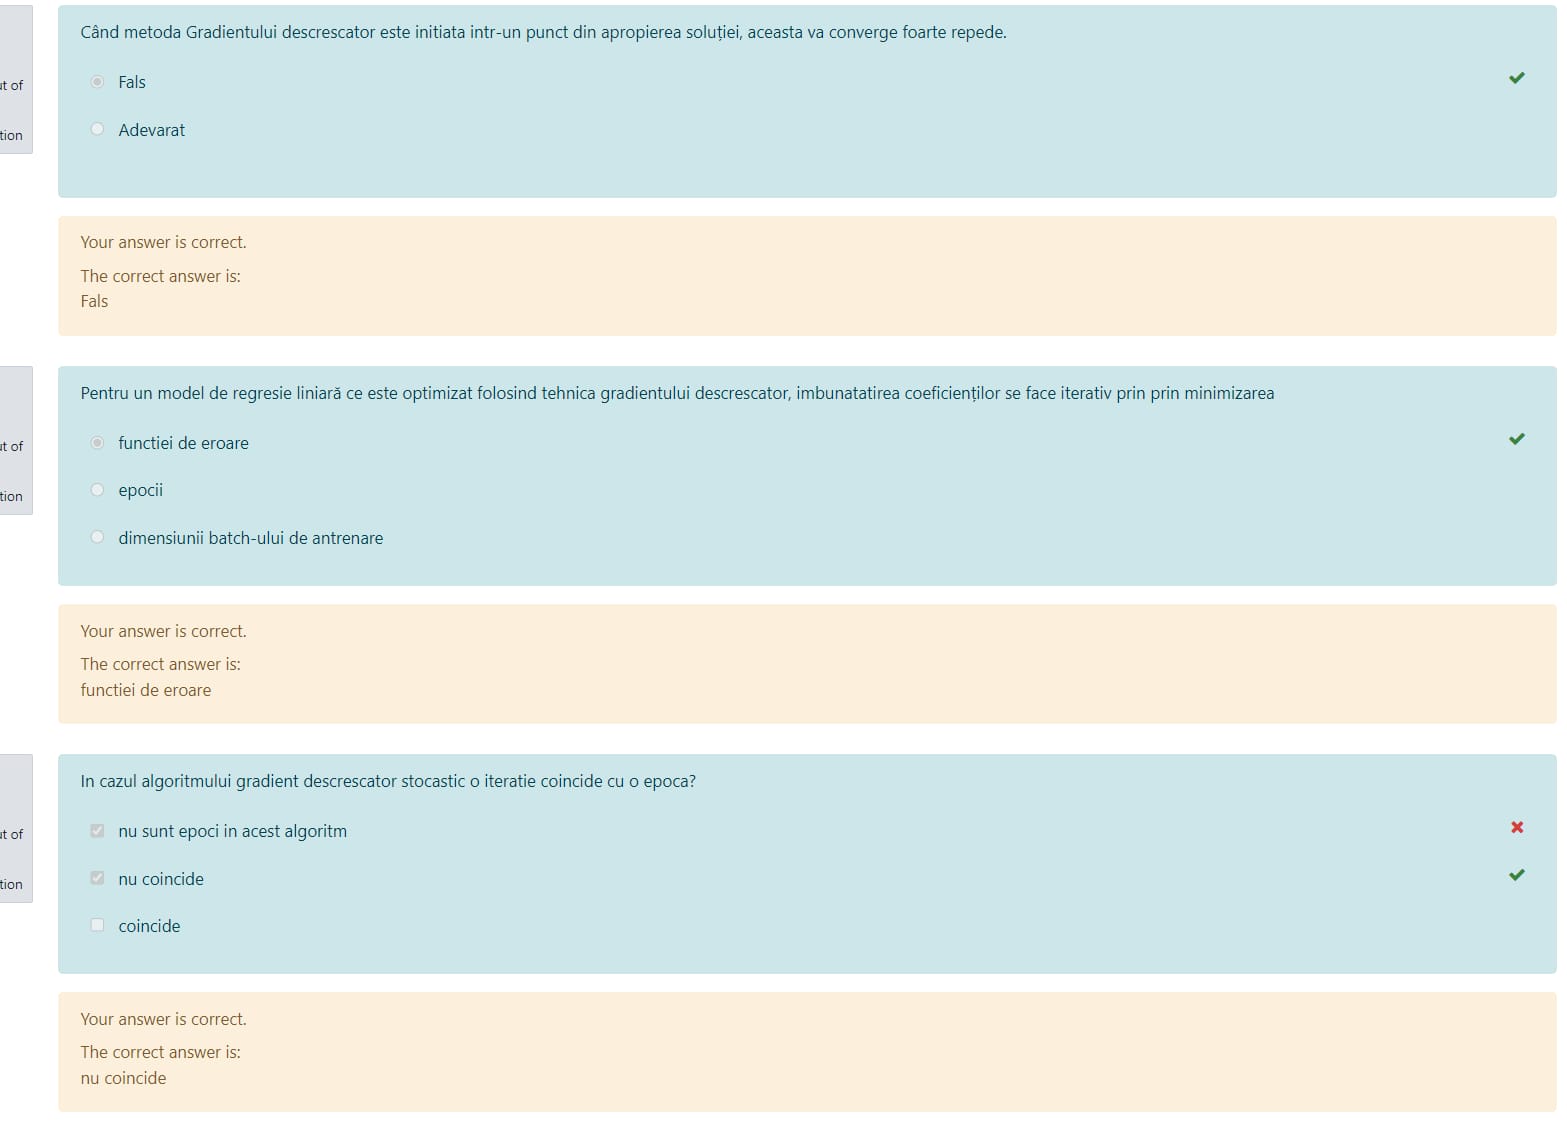 Când metoda Gradientului descrescator este initiata intr-un punct din apropierea soluției, aceasta va converge foarte repede.
ut of
Fals
tion
Adevarat
Your answer is correct.
The correct answer is:
Fals
Pentru un model de regresie liniară ce este optimizat folosind tehnica gradientului descrescator, imbunatatirea coeficienților se face iterativ prin prin minimizarea
ut of
functiei de eroare
tion
epocii
dimensiunii batch-ului de antrenare
Your answer is correct.
The correct answer is:
functiei de eroare
In cazul algoritmului gradient descrescator stocastic o iteratie coincide cu o epoca?
ut of
nu sunt epoci in acest algoritm
tion
nu coincide
coincide
Your answer is correct.
The correct answer is:
nu coincide